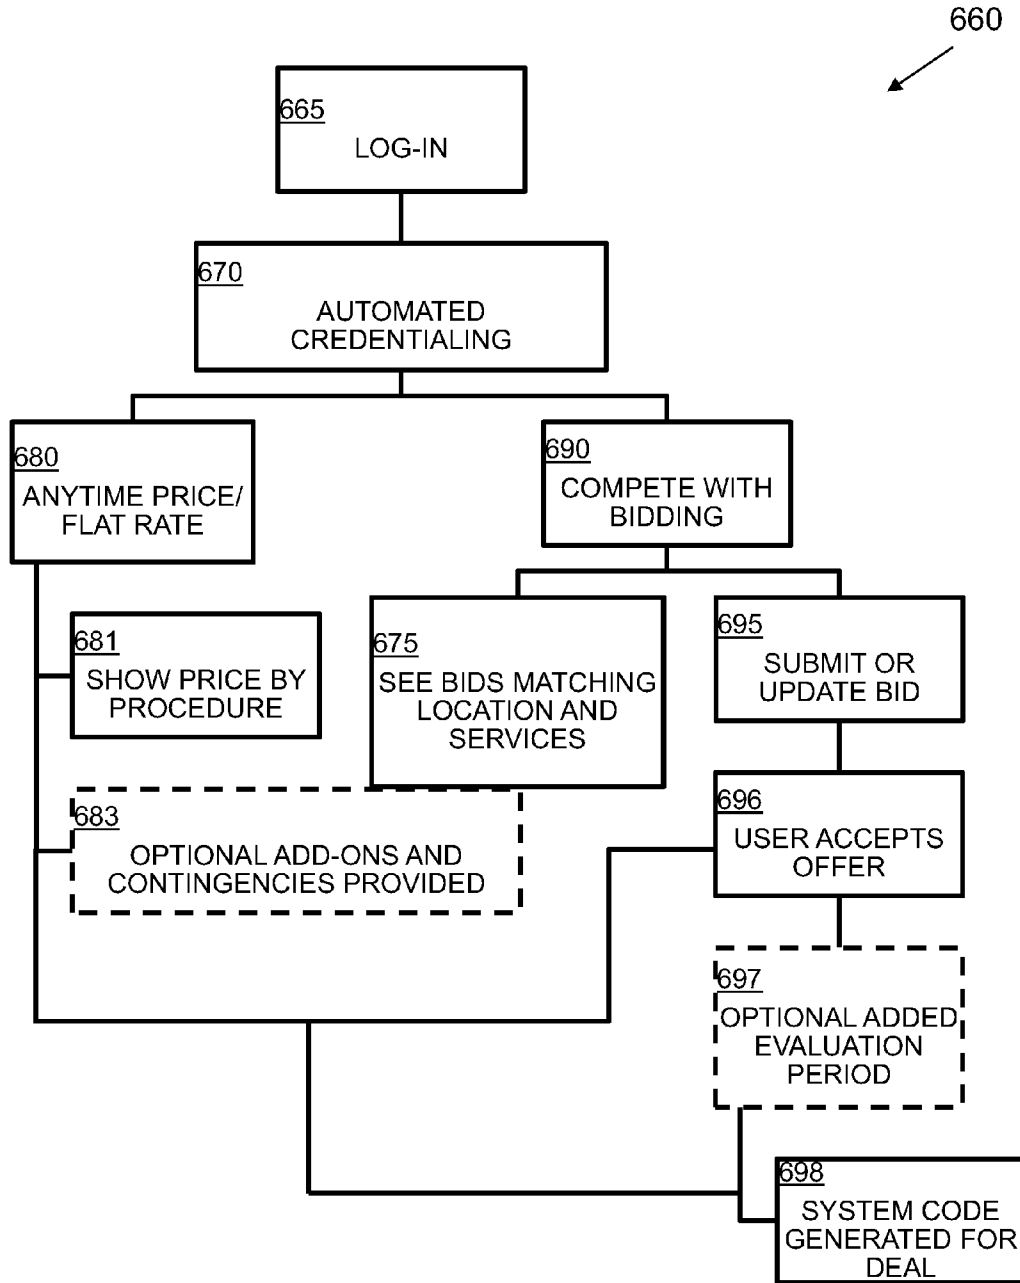 660
665
LOG-IN
670
AUTOMATED
CREDENTIALING
680
ANYTIME PRICE/
FLAT RATE
690
COMPETE WITH
BIDDING
681
SHOW PRICE BY
PROCEDURE
675
SEE BIDS MATCHING
LOCATION AND
SERVICES
695
SUBMIT OR
UPDATE BID
683
OPTIONAL ADD-ONS AND
CONTINGENCIES PROVIDED
696
USER ACCEPTS
OFFER
697
OPTIONAL ADDED
EVALUATION
PERIOD
698
SYSTEM CODE
GENERATED FOR
DEAL